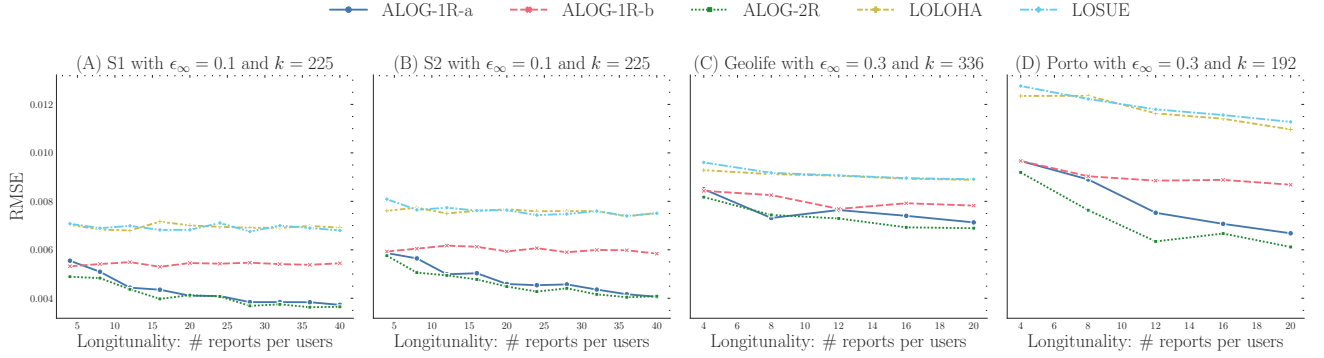 ALOG-1R-a ALOG-1R-b ALOG-2R LOLOHA LOSUE
(A) S1 with ϵ∞ = 0.1 and k = 225
(B) S2 with ϵ∞ = 0.1 and k = 225
(C) Geolife with ϵ∞ = 0.3 and k = 336
(D) Porto with ϵ∞ = 0.3 and k = 192
RMSE
0.012
0.010
0.008
0.006
0.004
5 10 15 20 25 30 35 40
5 10 15 20 25 30 35 40
4 6 8 10 12 14 16 18 20
4 6 8 10 12 14 16 18 20
Longitunality: # reports per users
Longitunality: # reports per users
Longitunality: # reports per users
Longitunality: # reports per users